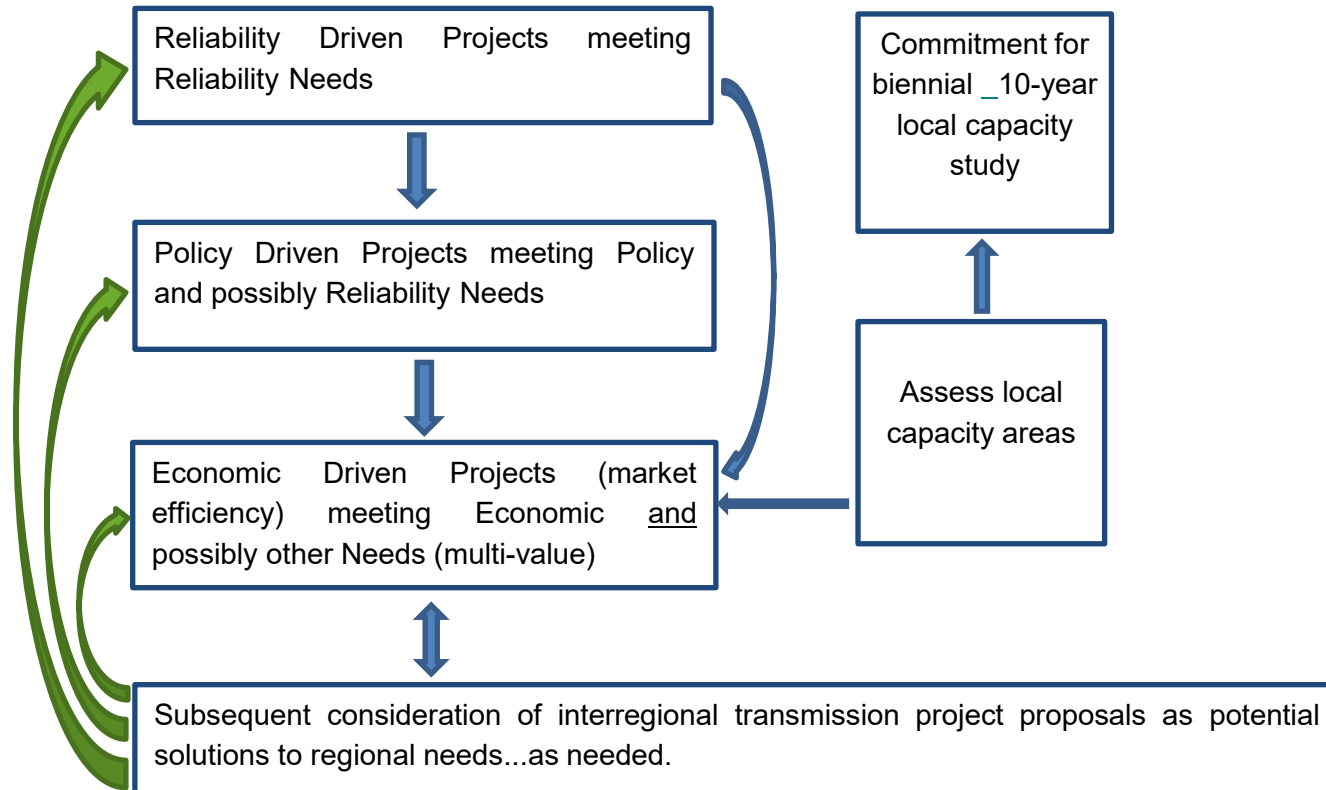 Reliability Driven Projects meeting
Reliability Needs
Commitment for
biennial _10-year
local capacity
study
Policy Driven Projects meeting Policy
and possibly Reliability Needs
Assess local
capacity areas
Economic Driven Projects (market
efficiency) meeting Economic and
possibly other Needs (multi-value)
Subsequent consideration of interregional transmission project proposals as potential
solutions to regional needs...as needed.